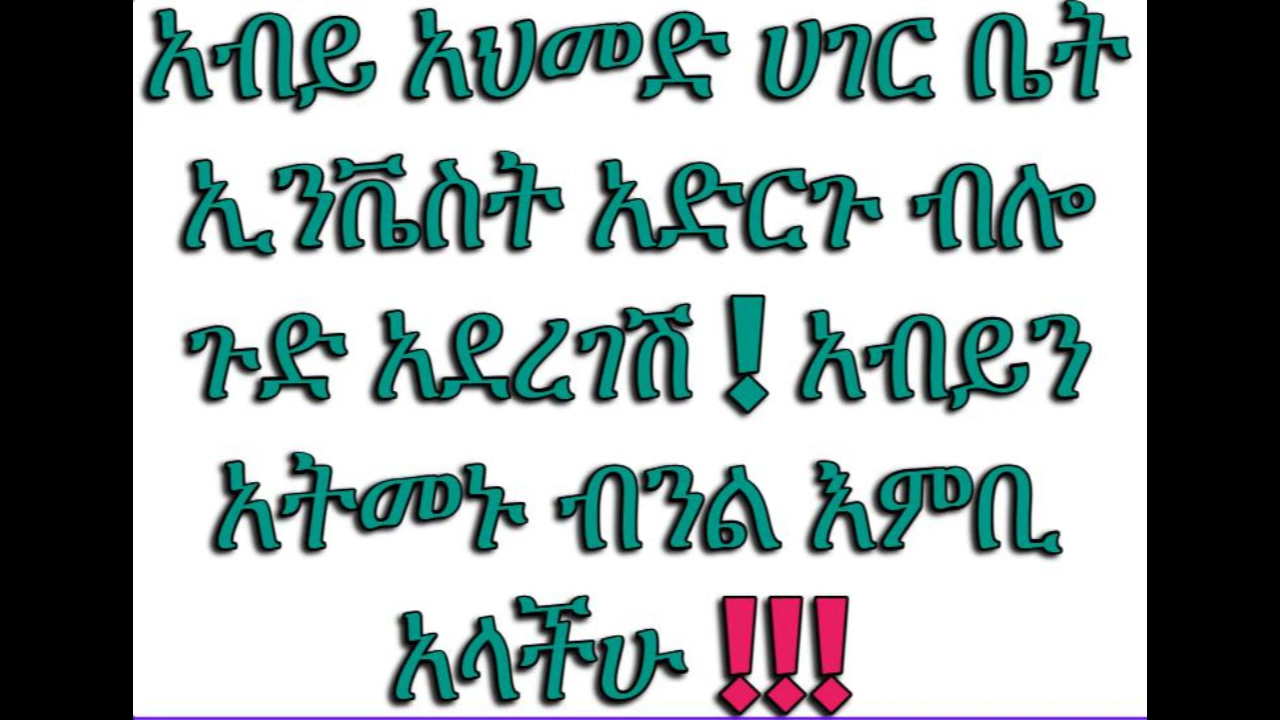 አብይ አህመድ ሀገር ቤት
ኢንቬስት አድርጉ ብሎ
ጉድ አደረገሽ ! አብይን
አትመኑ ብንል እምቢ
አላችሁ !!!